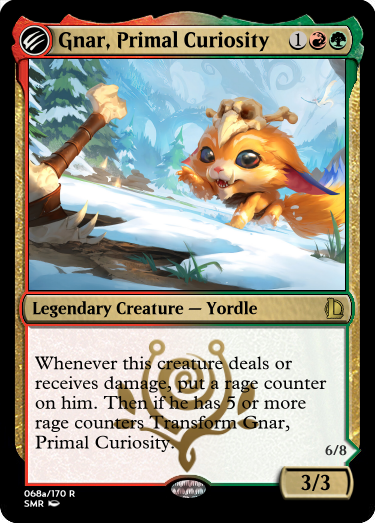 Gnar, Primal Curiosity 1
Legendary Creature — Yordle
Whenever this creature deals or
receives damage, put a rage counter
on him. Then if he has 5 or more
rage counters Transform Gnar,
Primal Curiosity.
6/8
3/3
068a/170 R
SMR